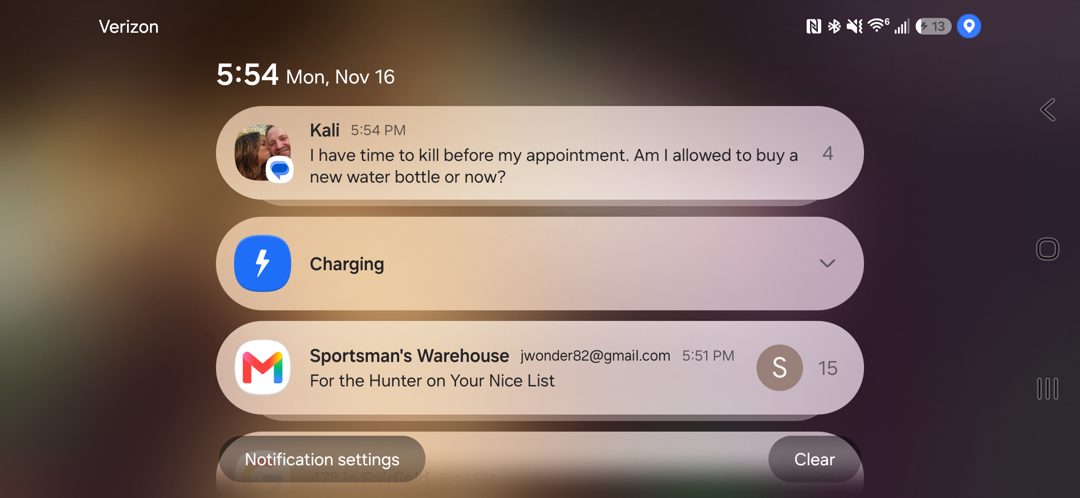 Verizon
6
13
5:54 Mon, Nov 16
Kali 5:54 PM
I have time to kill before my appointment. Am I allowed to buy a
new water bottle or now?
4
Charging
Sportsman's Warehouse jwonder82@gmail.com 5:51 PM
For the Hunter on Your Nice List
S
15
Notification settings
Clear